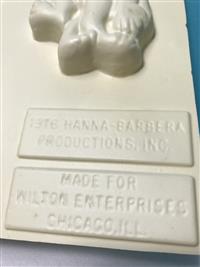 1976 HANNA-BARBERA
PRODUCTIONS, INC.
MADE FOR
WILTON ENTERPRISES
CHICAGO, ILL.